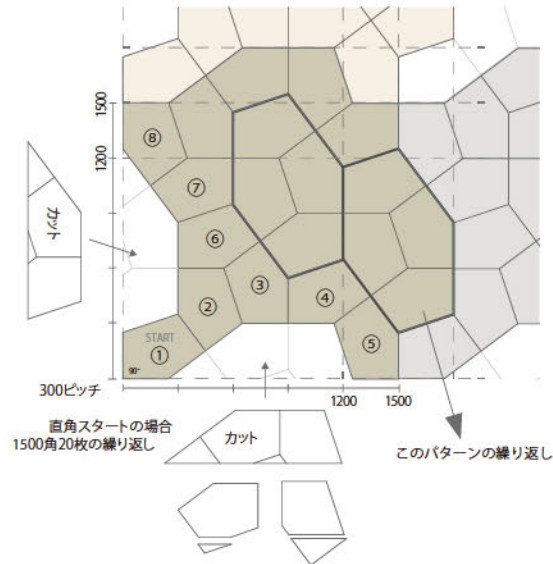 1500
1200
⑧
⑦
⑥
②
③
④
⑤
START
①
90°
カット
300ピッチ
1200
1500
直角スタートの場合
1500角20枚の繰り返し
カット
このパターンの繰り返し